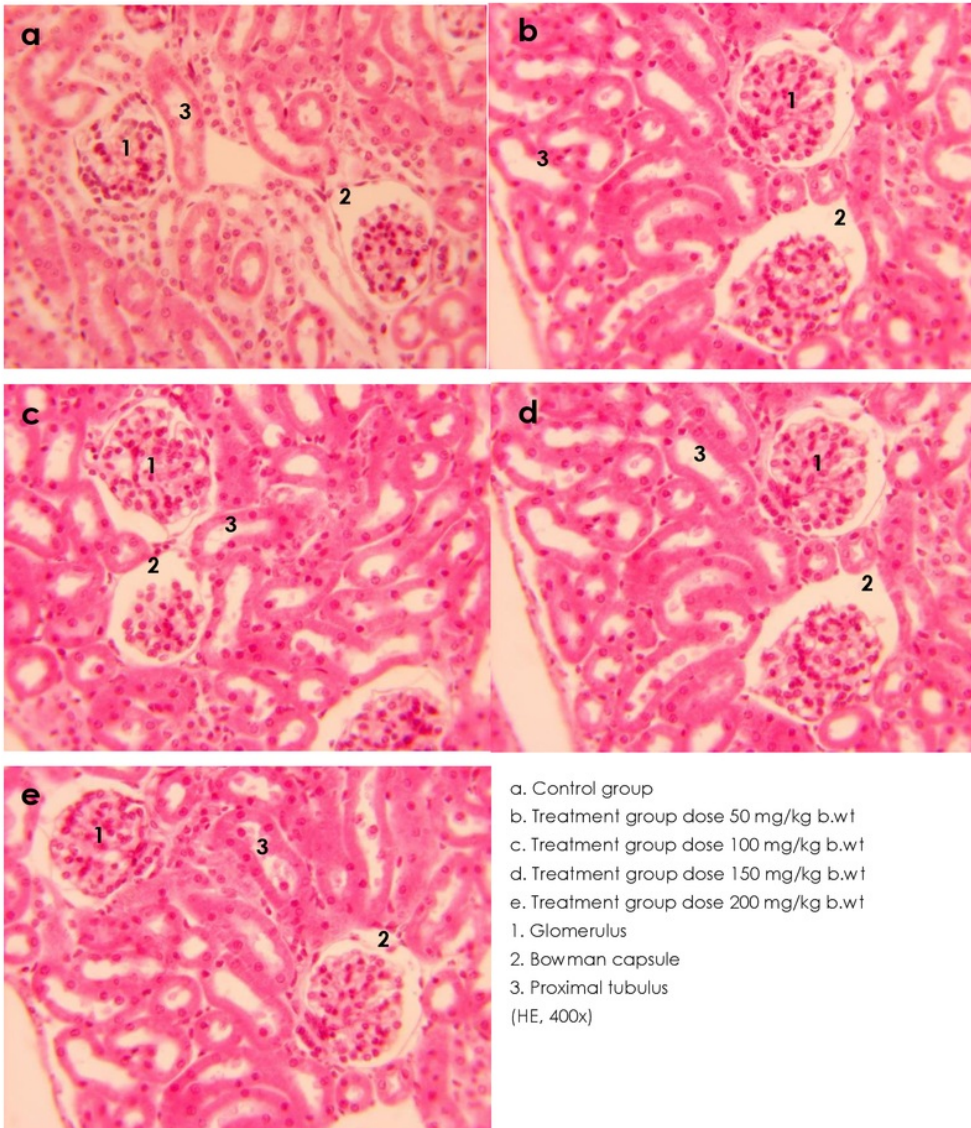 a
1
3
2
b
1
3
2
c
1
3
2
d
3
1
2
e
1
3
2
a. Control group
b. Treatment group dose 50 mg/kg b.wt
c. Treatment group dose 100 mg/kg b.wt
d. Treatment group dose 150 mg/kg b.wt
e. Treatment group dose 200 mg/kg b.wt
1. Glomerulus
2. Bowman capsule
3. Proximal tubulus
(HE, 400x)